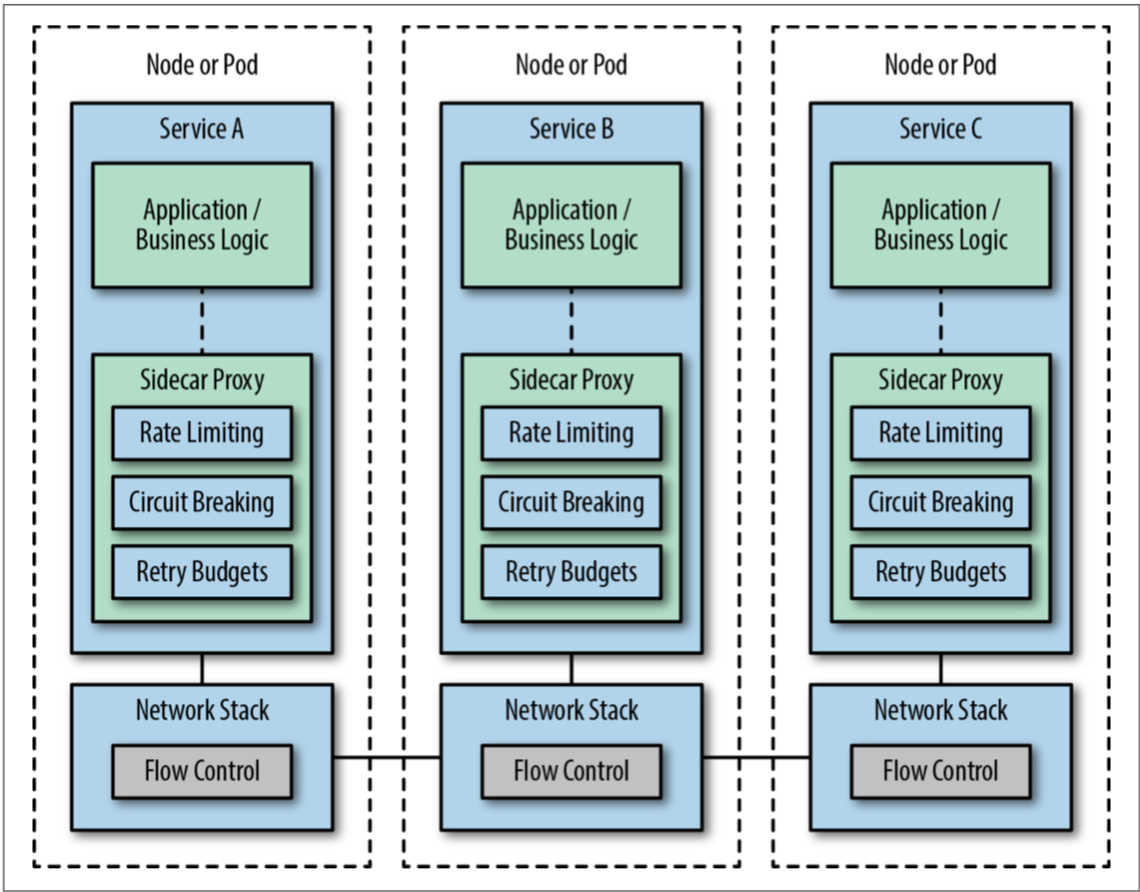 Node or Pod
Service A
Application /
Business Logic
Sidecar Proxy
Rate Limiting
Circuit Breaking
Retry Budgets
Network Stack
Flow Control
Node or Pod
Service B
Application /
Business Logic
Sidecar Proxy
Rate Limiting
Circuit Breaking
Retry Budgets
Network Stack
Flow Control
Node or Pod
Service C
Application /
Business Logic
Sidecar Proxy
Rate Limiting
Circuit Breaking
Retry Budgets
Network Stack
Flow Control